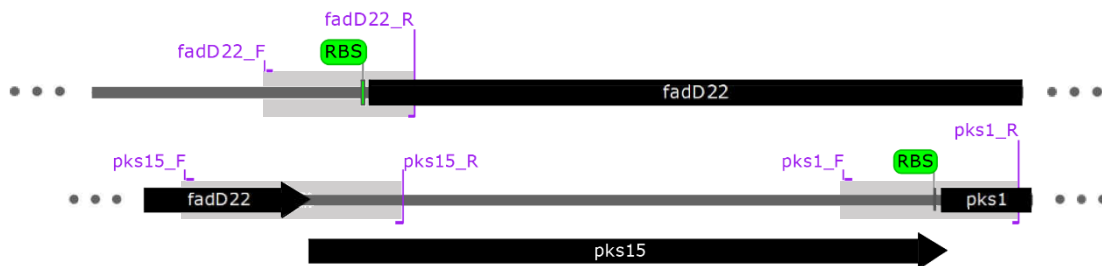 fadD22_R
fadD22_F
RBS
fadD22
pks15_F
pks15_R
pks1_F
RBS
pks1_R
fadD22
pks1
pks15